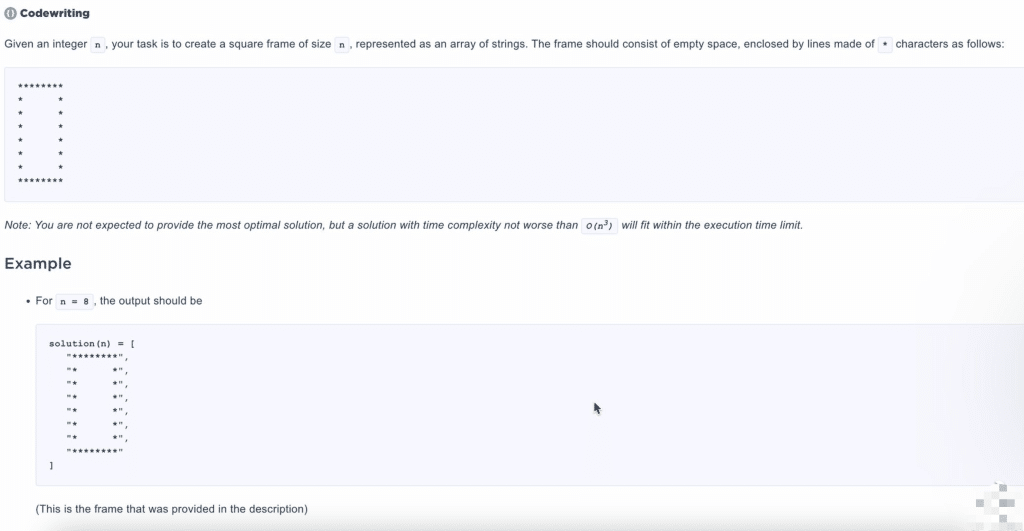 Codewriting
Given an integer n, your task is to create a square frame of size n, represented as an array of strings. The frame should consist of empty space, enclosed by lines made of * characters as follows:
********
*      *
*      *
*      *
*      *
*      *
*      *
********
Note: You are not expected to provide the most optimal solution, but a solution with time complexity not worse than O(n³) will fit within the execution time limit.
Example
• For n = 8, the output should be
solution(n) = [
"********",
"*      *",
"*      *",
"*      *",
"*      *",
"*      *",
"*      *",
"********"
]
(This is the frame that was provided in the description)